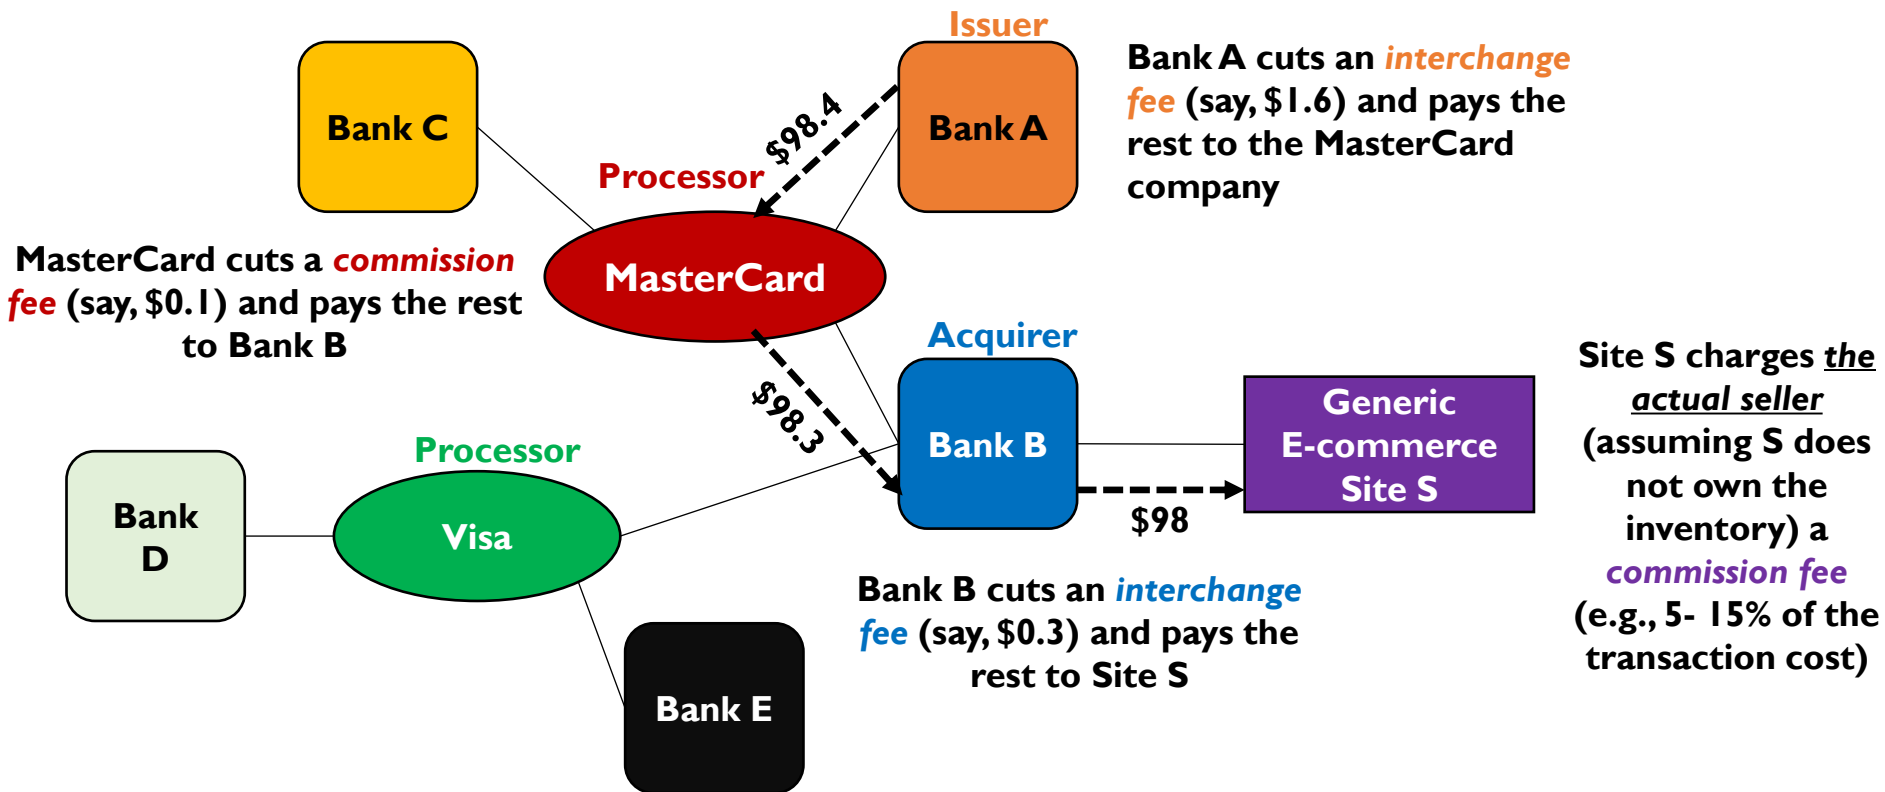 Issuer
Bank A cuts an interchange
fee (say, $1.6) and pays the
rest to the MasterCard
company
Bank C
$98.4
Bank A
Processor
MasterCard cuts a commission
fee (say, $0.1) and pays the rest
to Bank B
MasterCard
Acquirer
$98.3
Bank B
Generic
E-commerce
Site S
$98
Site S charges the
actual seller
(assuming S does
not own the
inventory) a
commission fee
(e.g., 5- 15% of the
transaction cost)
Processor
Bank
D
Visa
Bank B cuts an interchange
fee (say, $0.3) and pays the
rest to Site S
Bank E